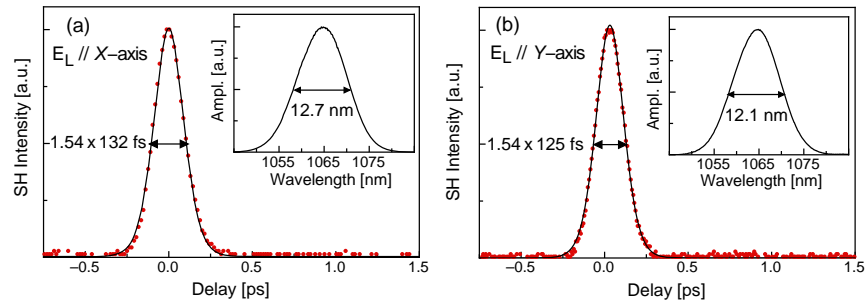 (a)
E_L // X–axis
1.54 x 132 fs
SH Intensity [a.u.]
–0.5 0.0 0.5 1.0 1.5
Delay [ps]
Ampl. [a.u.]
12.7 nm
1055 1065 1075
Wavelength [nm]
(b)
E_L // Y–axis
1.54 x 125 fs
SH Intensity [a.u.]
–0.5 0.0 0.5 1.0 1.5
Delay [ps]
Ampl. [a.u.]
12.1 nm
1055 1065 1075
Wavelength [nm]